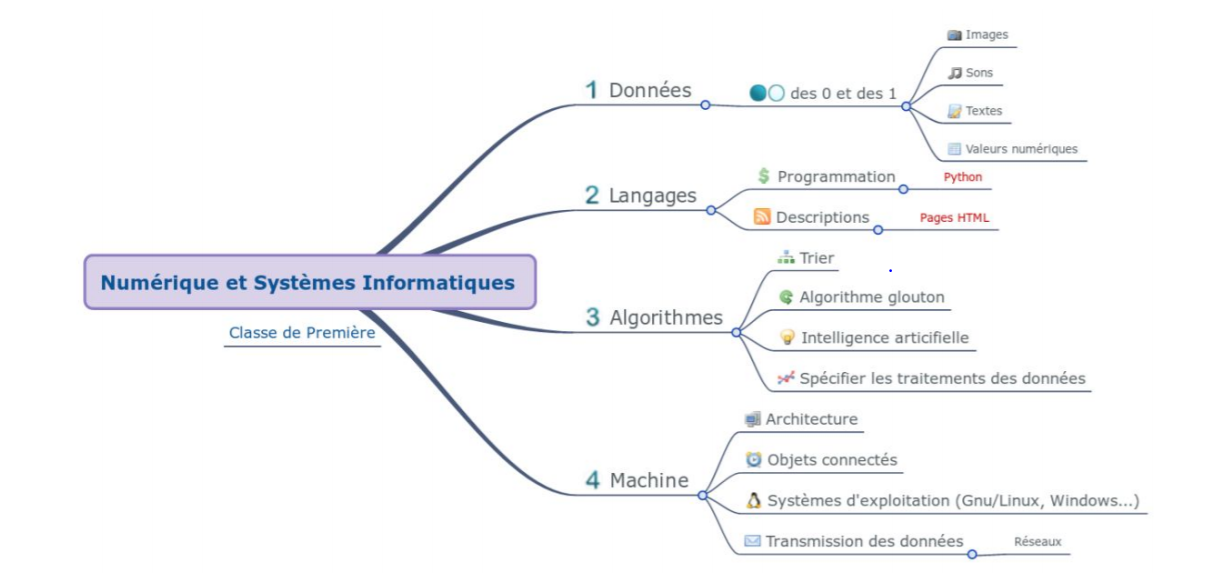 Numérique et Systèmes Informatiques
Classe de Première
1 Données
des 0 et des 1
Images
Sons
Textes
Valeurs numériques
2 Langages
$ Programmation
Python
Descriptions
Pages HTML
3 Algorithmes
Trier
.
Algorithme glouton
Intelligence articifielle
Spécifier les traitements des données
4 Machine
Architecture
Objets connectés
Systèmes d'exploitation (Gnu/Linux, Windows...)
Transmission des données
Réseaux